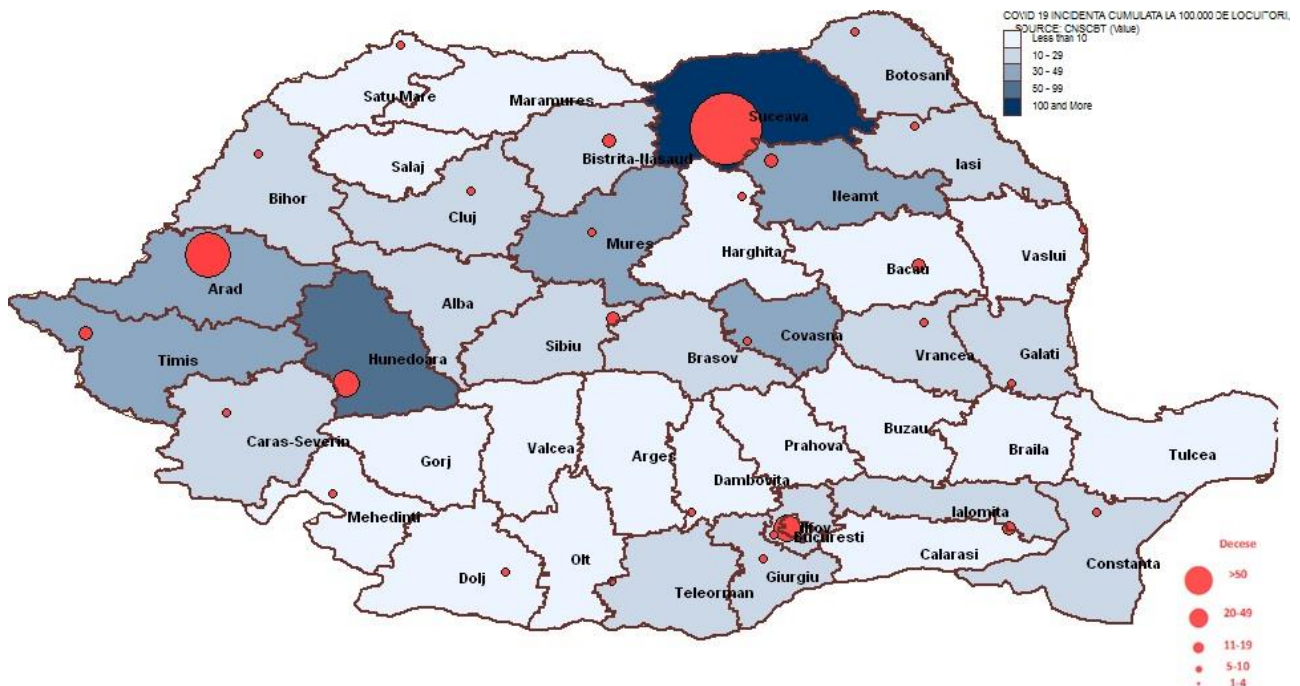 COVID 19 INCIDENTA CUMULATA LA 100.000 DE LOCUITORI,
SOURCE: CNSCBT (Value)
Less than 10
10 - 29
30 - 49
50 - 99
100 and More
Botosani
Satu Mare
Maramures
Suceava
Bistrita-Nasaud
Iasi
Salaj
Bihor
Neamt
Cluj
Mures
Harghita
Vaslui
Bacau
Arad
Alba
Covasna
Sibiu
Timis
Hunedoara
Brasov
Vrancea
Galati
Caras-Severin
Buzau
Valcea
Prahova
Braila
Tulcea
Gorj
Arges
Dambovita
Ialomita
Mehedinti
Ilfov
Bucuresti
Calarasi
Olt
Constanta
Dolj
Giurgiu
Teleorman
Decese
>50
20-49
11-19
5-10
1-4